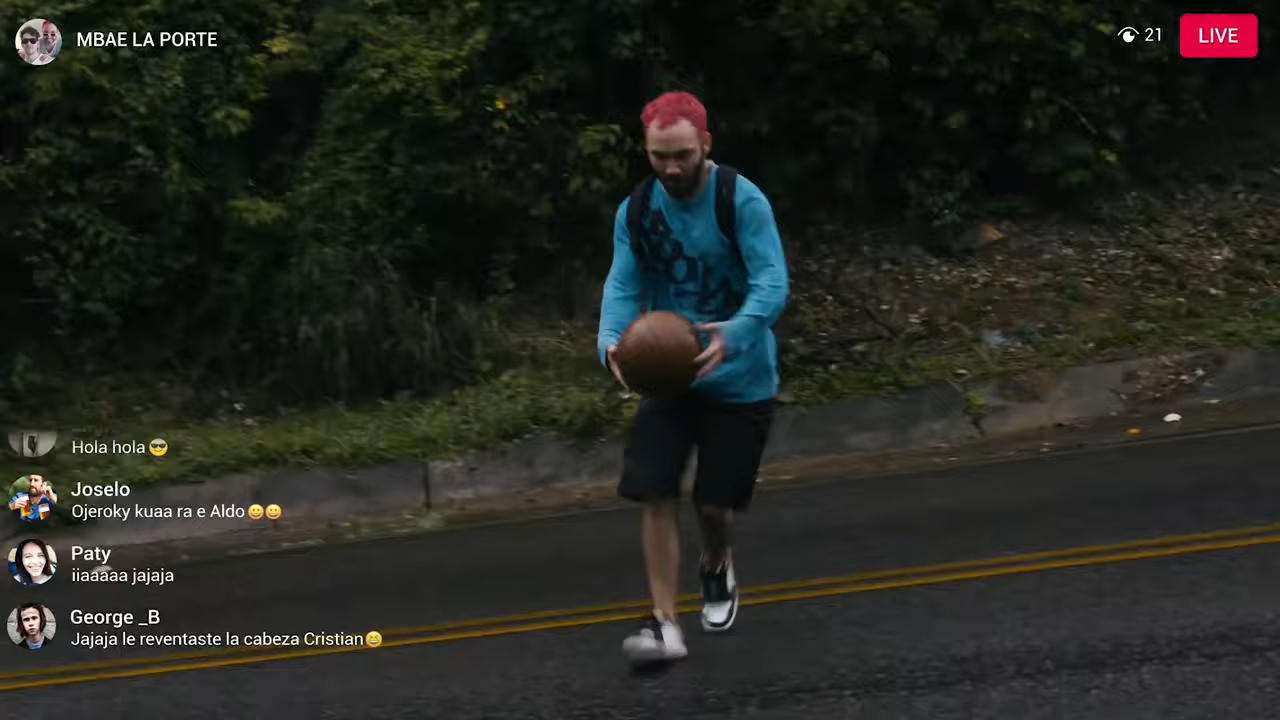 MBAE LA PORTE
21
LIVE
Hola hola😎
Joselo
Ojeroky kuaa ra e Aldo😀😀
Paty
iiaaaaa jajaja
George _B
Jajaja le reventaste la cabeza Cristian😆